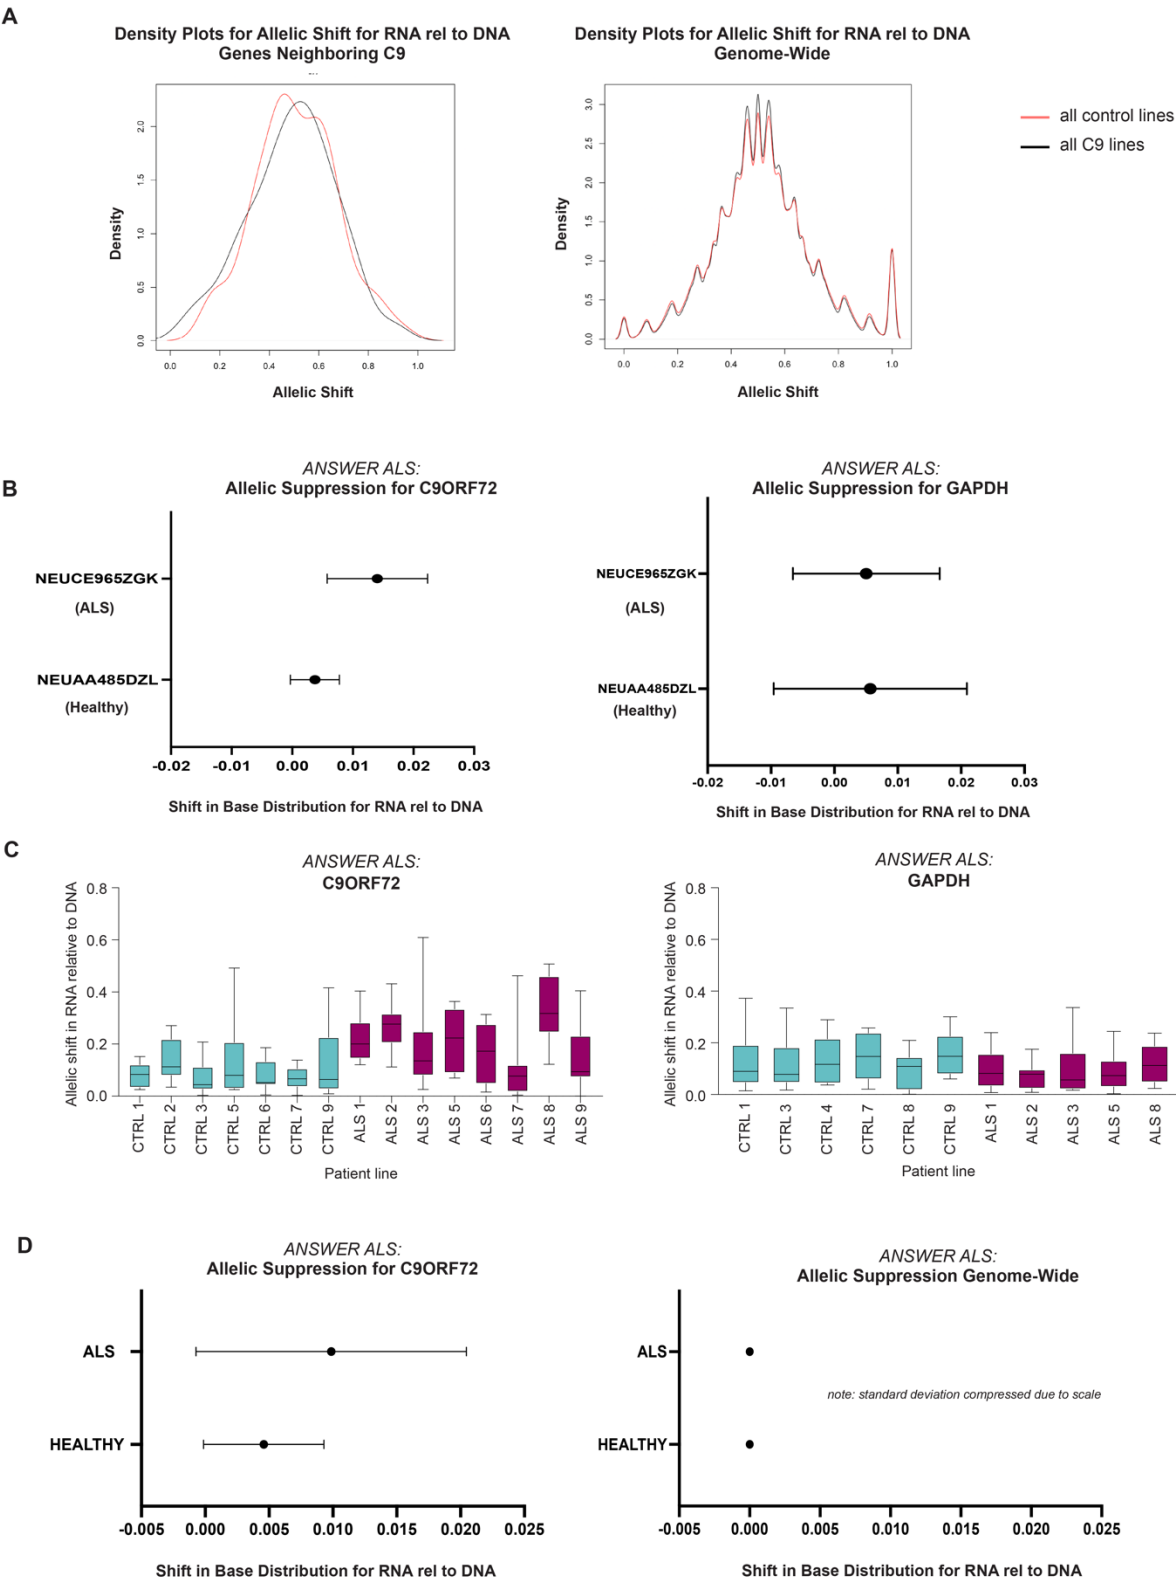 A
Density Plots for Allelic Shift for RNA rel to DNA
Genes Neighboring C9
Density
2.0
1.5
1.0
0.5
0.0
0.0 0.2 0.4 0.6 0.8 1.0
Allelic Shift
Density Plots for Allelic Shift for RNA rel to DNA
Genome-Wide
Density
3.0
2.5
2.0
1.5
1.0
0.5
0.0
0.0 0.2 0.4 0.6 0.8 1.0
Allelic Shift
all control lines
all C9 lines
B
ANSWER ALS:
Allelic Suppression for C9ORF72
NEUCE965ZGK
(ALS)
NEUAA485DZL
(Healthy)
-0.02 -0.01 0.00 0.01 0.02 0.03
Shift in Base Distribution for RNA rel to DNA
ANSWER ALS:
Allelic Suppression for GAPDH
NEUCE965ZGK
(ALS)
NEUAA485DZL
(Healthy)
-0.02 -0.01 0.00 0.01 0.02 0.03
Shift in Base Distribution for RNA rel to DNA
C
ANSWER ALS:
C9ORF72
Allelic shift in RNA relative to DNA
0.8
0.6
0.4
0.2
0.0
CTRL 1 CTRL 2 CTRL 3 CTRL 5 CTRL 6 CTRL 7 CTRL 9 ALS 1 ALS 2 ALS 3 ALS 5 ALS 6 ALS 7 ALS 8 ALS 9
Patient line
ANSWER ALS:
GAPDH
Allelic shift in RNA relative to DNA
0.8
0.6
0.4
0.2
0.0
CTRL 1 CTRL 3 CTRL 4 CTRL 7 CTRL 8 CTRL 9 ALS 1 ALS 2 ALS 3 ALS 5 ALS 8
Patient line
D
ANSWER ALS:
Allelic Suppression for C9ORF72
ALS
HEALTHY
-0.005 0.000 0.005 0.010 0.015 0.020 0.025
Shift in Base Distribution for RNA rel to DNA
ANSWER ALS:
Allelic Suppression Genome-Wide
ALS
note: standard deviation compressed due to scale
HEALTHY
-0.005 0.000 0.005 0.010 0.015 0.020 0.025
Shift in Base Distribution for RNA rel to DNA